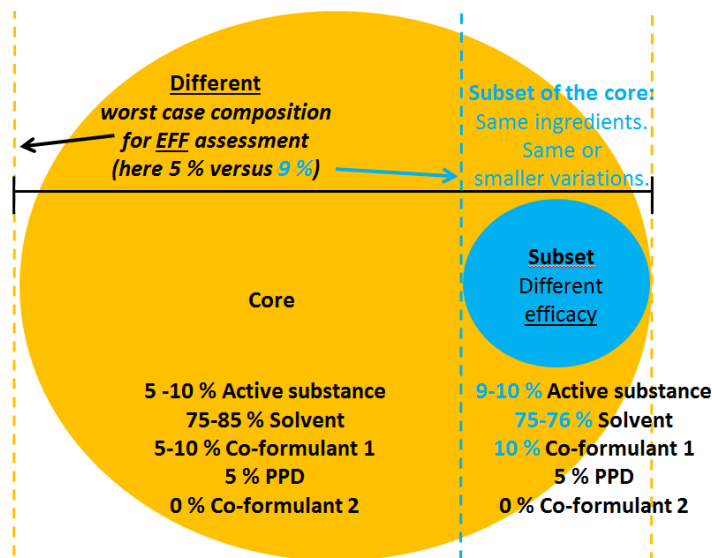 Different
worst case composition
for EFF assessment
(here 5 % versus 9 %)
Subset of the core:
Same ingredients.
Same or
smaller variations.
Subset
Different
efficacy
Core
5 -10 % Active substance
75-85 % Solvent
5-10 % Co-formulant 1
5 % PPD
0 % Co-formulant 2
9-10 % Active substance
75-76 % Solvent
10 % Co-formulant 1
5 % PPD
0 % Co-formulant 2